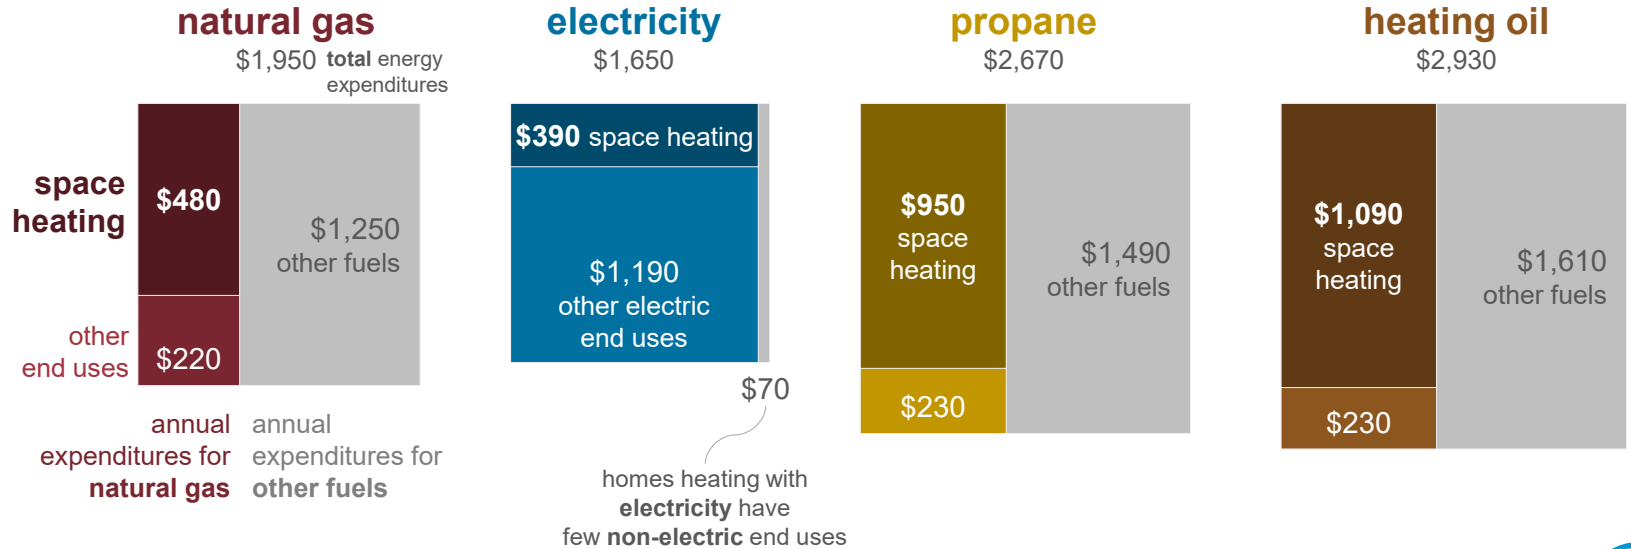 natural gas
$1,950 total energy
expenditures
space
heating
$480
$1,250
other fuels
other
end uses
$220
annual
expenditures for
natural gas
annual
expenditures for
other fuels
electricity
$1,650
$390 space heating
$1,190
other electric
end uses
$70
homes heating with
electricity have
few non-electric end uses
propane
$2,670
$950
space
heating
$1,490
other fuels
$230
heating oil
$2,930
$1,090
space
heating
$1,610
other fuels
$230